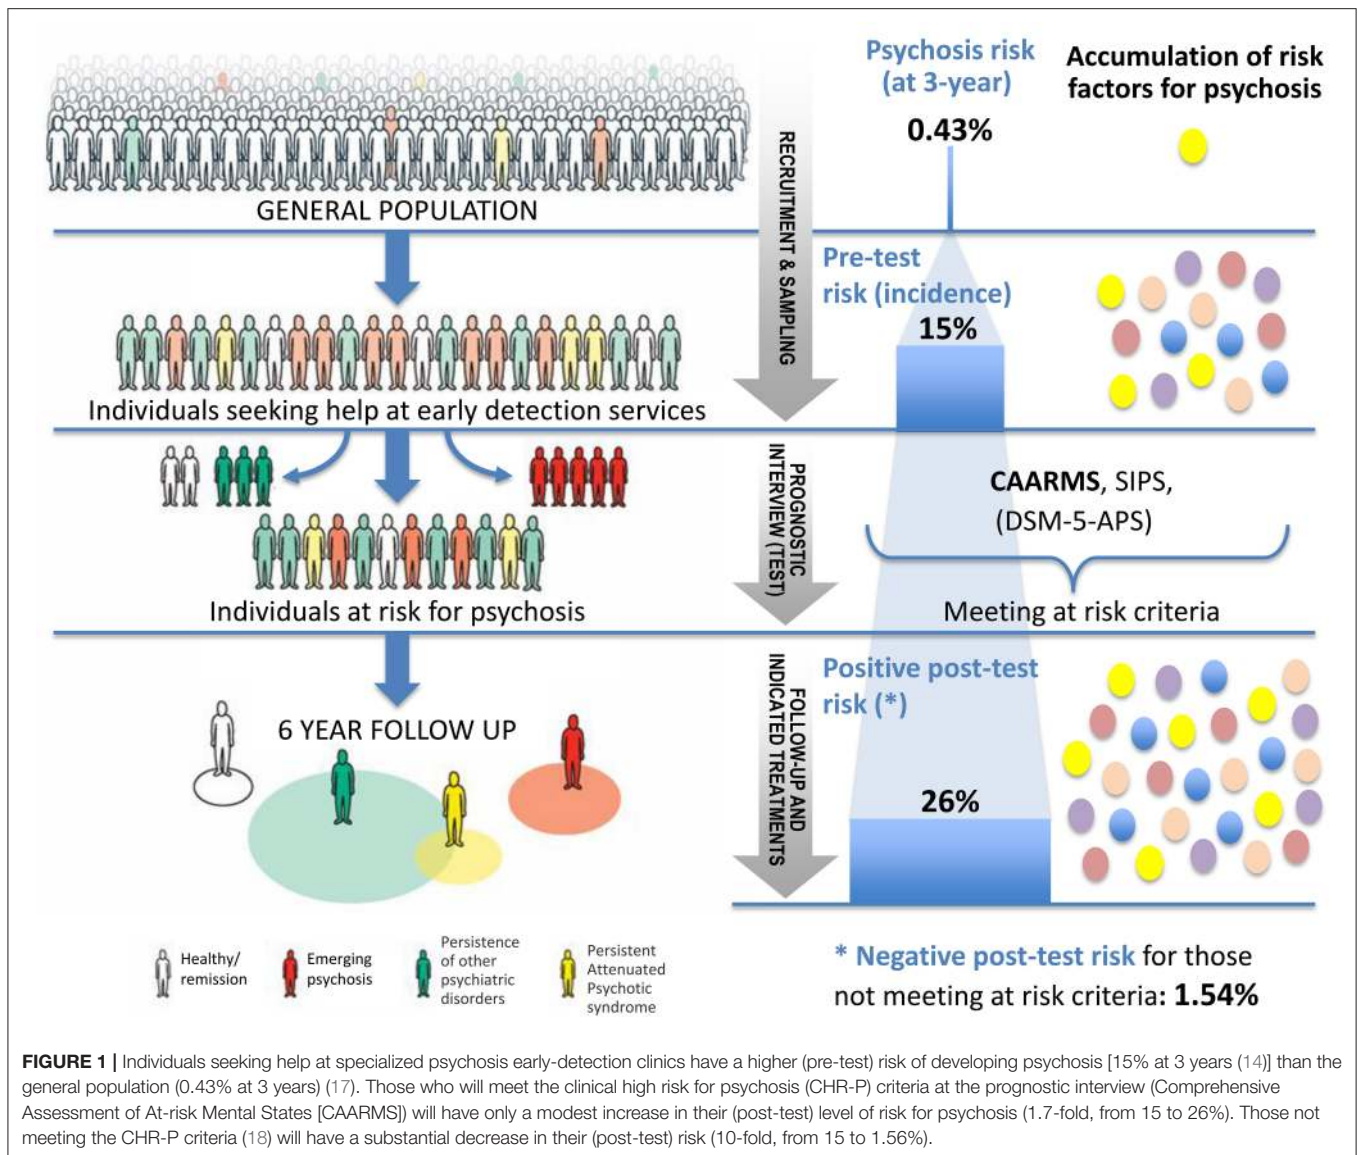 GENERAL POPULATION
Individuals seeking help at early detection services
Individuals at risk for psychosis
6 YEAR FOLLOW UP
Healthy/
remission
Emerging
psychosis
Persistence
of other
psychiatric
disorders
Persistent
Attenuated
Psychotic
syndrome
RECRUITMENT & SAMPLING
PROGNOSTIC
INTERVIEW (TEST)
FOLLOW-UP AND
INDICATED TREATMENTS
Psychosis risk
(at 3-year)
0.43%
Accumulation of risk
factors for psychosis
Pre-test
risk (incidence)
15%
CAARMS, SIPS,
(DSM-5-APS)
Meeting at risk criteria
Positive post-test
risk (*)
26%
* Negative post-test risk for those
not meeting at risk criteria: 1.54%
FIGURE 1 | Individuals seeking help at specialized psychosis early-detection clinics have a higher (pre-test) risk of developing psychosis [15% at 3 years (14)] than the
general population (0.43% at 3 years) (17). Those who will meet the clinical high risk for psychosis (CHR-P) criteria at the prognostic interview (Comprehensive
Assessment of At-risk Mental States [CAARMS]) will have only a modest increase in their (post-test) level of risk for psychosis (1.7-fold, from 15 to 26%). Those not
meeting the CHR-P criteria (18) will have a substantial decrease in their (post-test) risk (10-fold, from 15 to 1.56%).